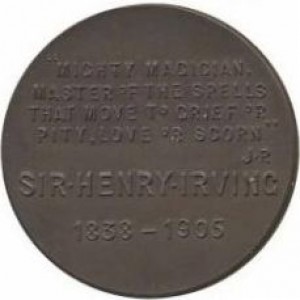 "MIGHTY MAGICIAN,
MASTER OF THE SPELLS
THAT MOVE TO GRIEF OR
PITY, LOVE OR SCORN"
J·P
SIR·HENRY·IRVING
1838 – 1905